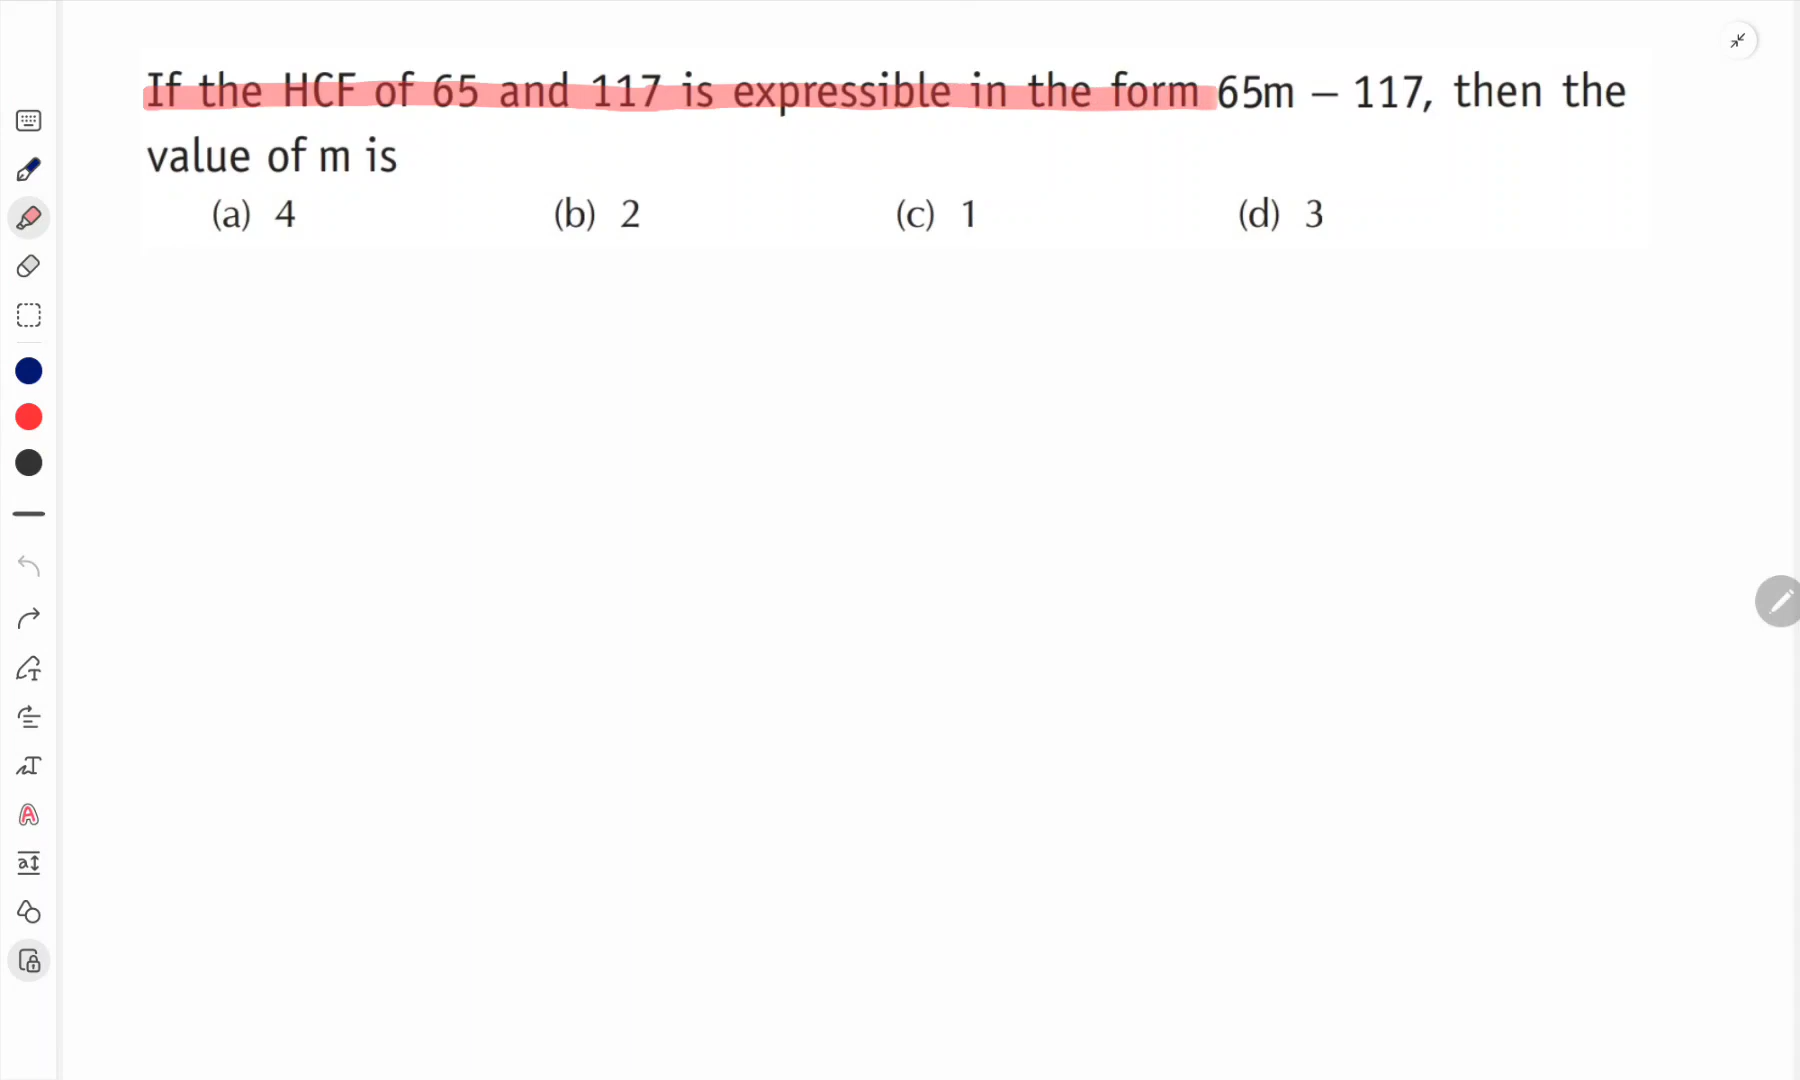 If the HCF of 65 and 117 is expressible in the form 65m – 117, then the
value of m is
(a) 4 (b) 2 (c) 1 (d) 3